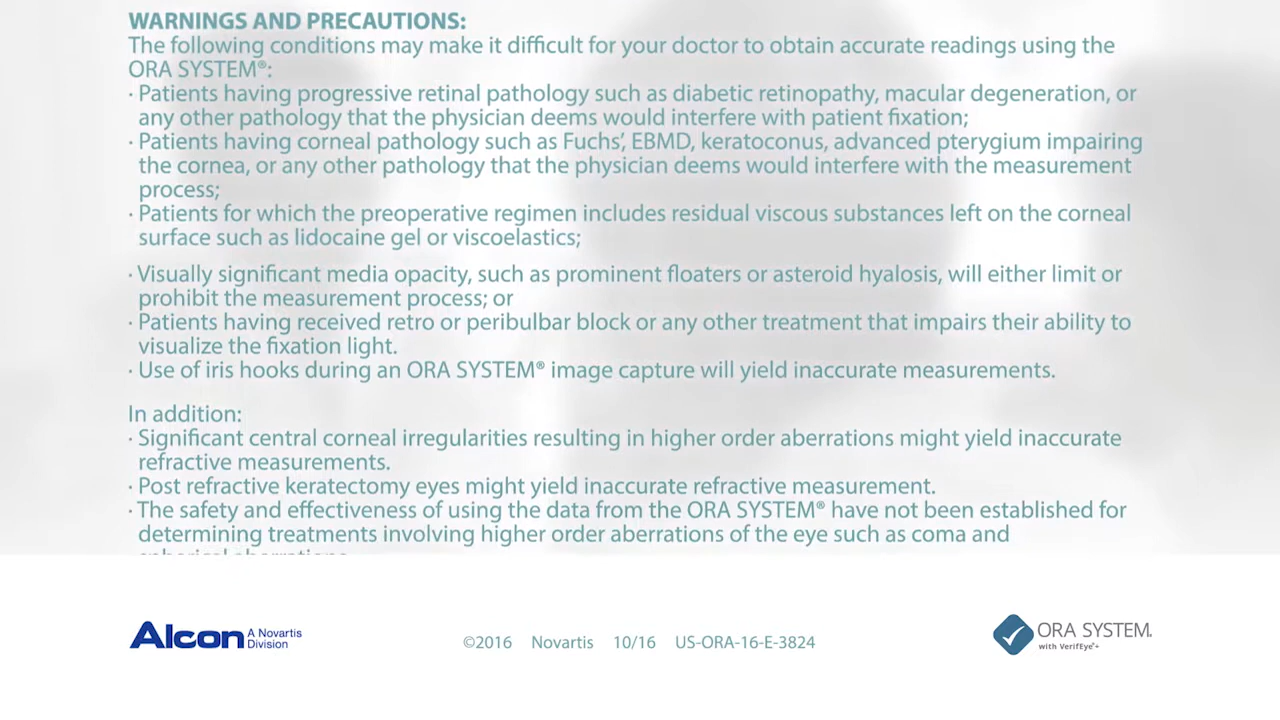 WARNINGS AND PRECAUTIONS:
The following conditions may make it difficult for your doctor to obtain accurate readings using the
ORA SYSTEM®:
· Patients having progressive retinal pathology such as diabetic retinopathy, macular degeneration, or
any other pathology that the physician deems would interfere with patient fixation;
· Patients having corneal pathology such as Fuchs’, EBMD, keratoconus, advanced pterygium impairing
the cornea, or any other pathology that the physician deems would interfere with the measurement
process;
· Patients for which the preoperative regimen includes residual viscous substances left on the corneal
surface such as lidocaine gel or viscoelastics;
· Visually significant media opacity, such as prominent floaters or asteroid hyalosis, will either limit or
prohibit the measurement process; or
· Patients having received retro or peribulbar block or any other treatment that impairs their ability to
visualize the fixation light.
· Use of iris hooks during an ORA SYSTEM® image capture will yield inaccurate measurements.
In addition:
· Significant central corneal irregularities resulting in higher order aberrations might yield inaccurate
refractive measurements.
· Post refractive keratectomy eyes might yield inaccurate refractive measurement.
· The safety and effectiveness of using the data from the ORA SYSTEM® have not been established for
determining treatments involving higher order aberrations of the eye such as coma and
Alcon A Novartis
Division
©2016 Novartis 10/16 US-ORA-16-E-3824
ORA SYSTEM.
with VerifEye®+